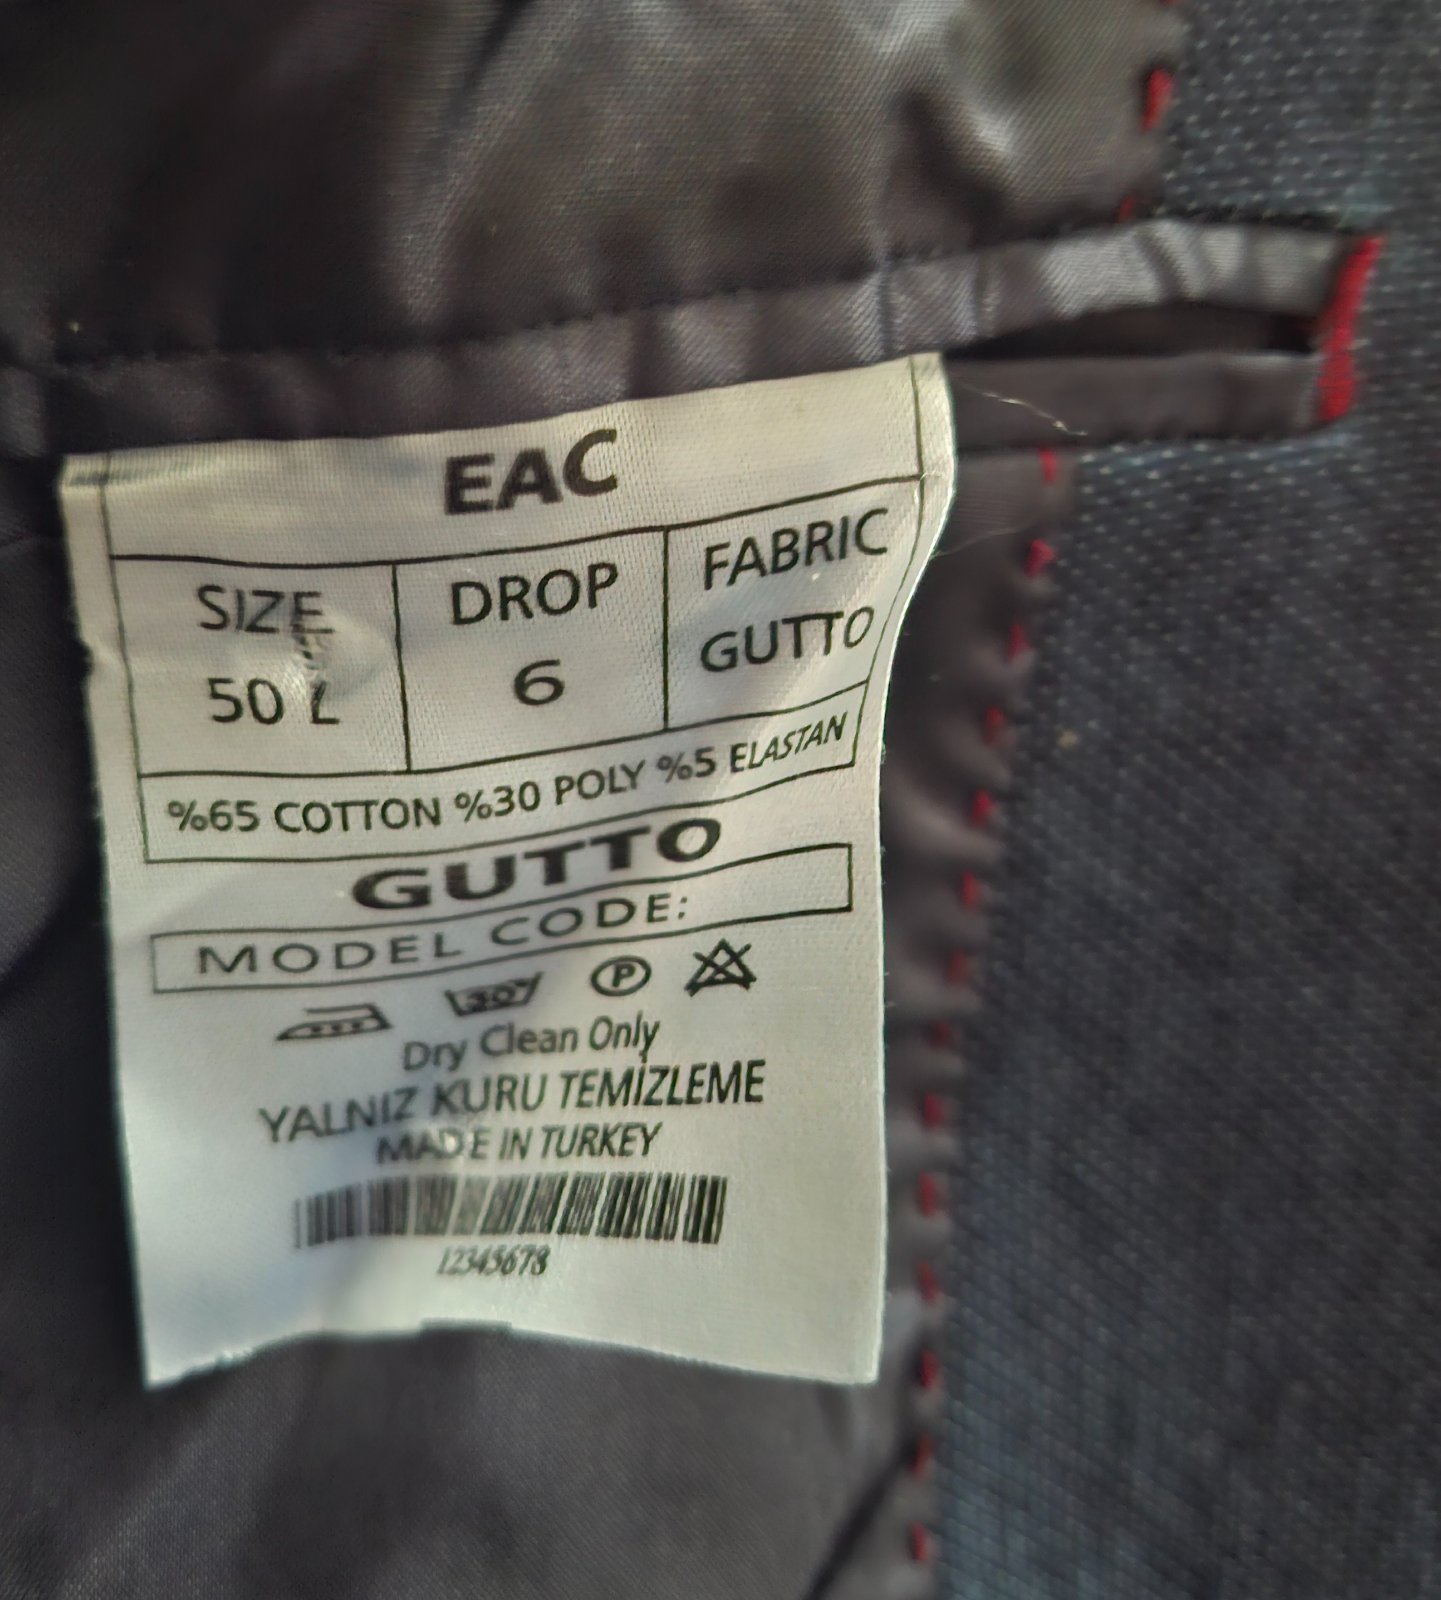 EAC
SIZE DROP FABRIC
50 L 6 GUTTO
%65 COTTON %30 POLY %5 ELASTAN
GUTTO
MODEL CODE:
30 P
Dry Clean Only
YALNIZ KURU TEMİZLEME
MADE IN TURKEY
12345678